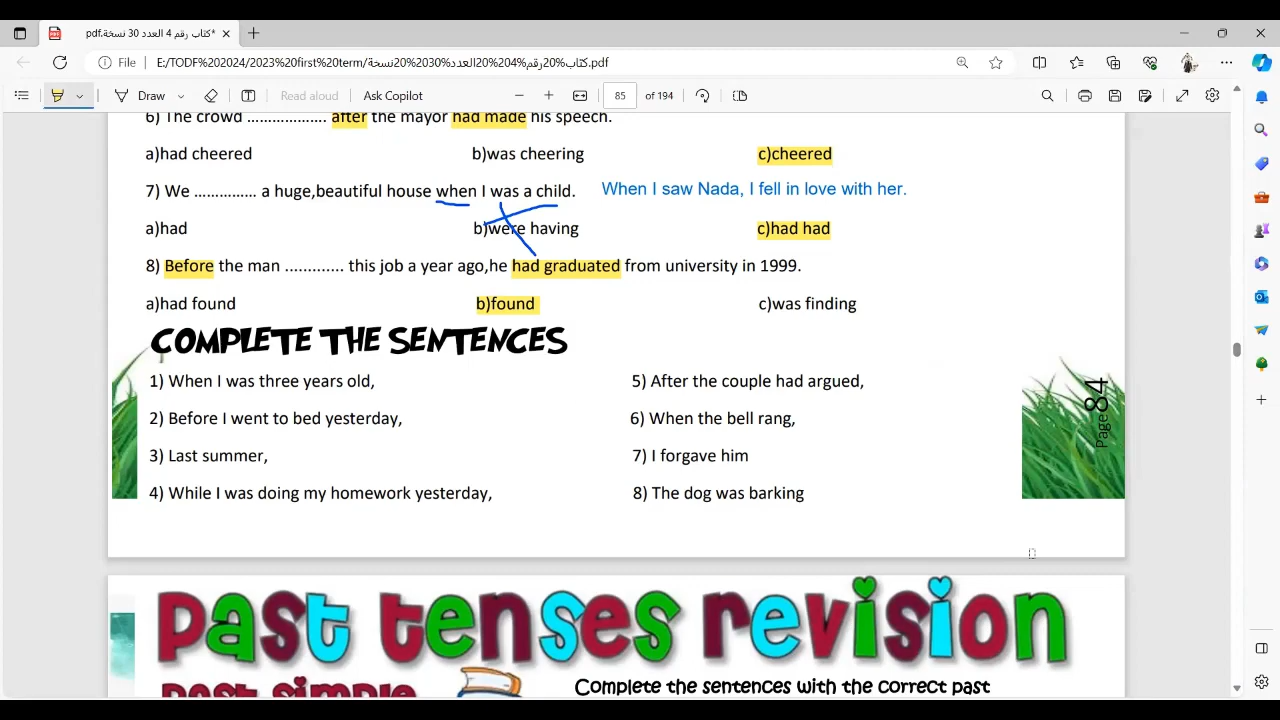 كتاب رقم 4 العدد 30 نسخة.pdf*
File E:/TODF%202024/2023%20first%20term/كتاب%20رقم%204%20العدد%2030%20نسخة.pdf
Draw Read aloud Ask Copilot 85 of 194
6) The crowd ................... after the mayor had made his speech.
a)had cheered b)was cheering c)cheered
7) We ............... a huge,beautiful house when I was a child. When I saw Nada, I fell in love with her.
a)had b)were having c)had had
8) Before the man ............. this job a year ago,he had graduated from university in 1999.
a)had found b)found c)was finding
COMPLETE THE SENTENCES
1) When I was three years old,
2) Before I went to bed yesterday,
3) Last summer,
4) While I was doing my homework yesterday,
5) After the couple had argued,
6) When the bell rang,
7) I forgave him
8) The dog was barking
Page 84
past tenses revision
past simple
Complete the sentences with the correct past